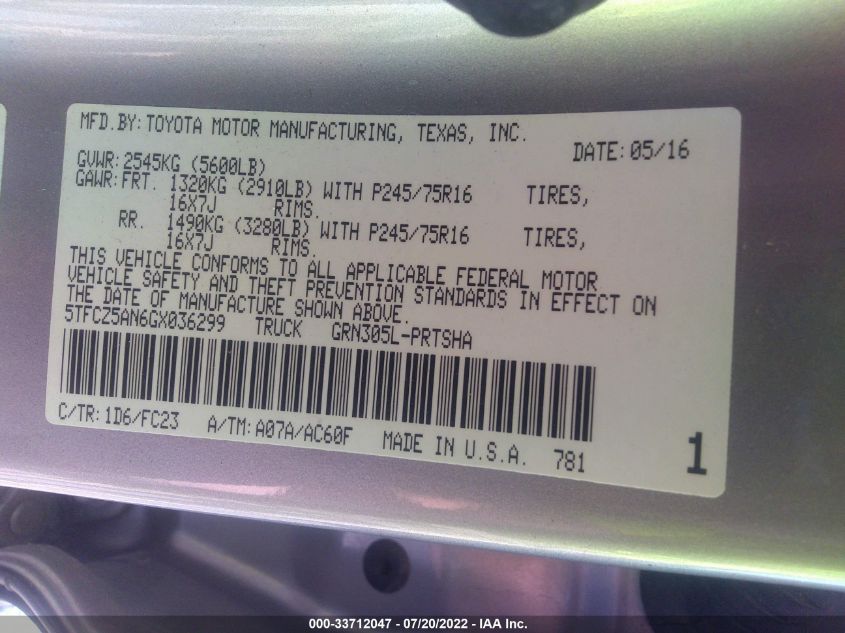 MFD.BY:TOYOTA MOTOR MANUFACTURING, TEXAS, INC.
DATE:05/16
GVWR:2545KG (5600LB)
GAWR:FRT. 1320KG (2910LB) WITH P245/75R16 TIRES,
16X7J RIMS.
RR. 1490KG (3280LB) WITH P245/75R16 TIRES,
16X7J RIMS.
THIS VEHICLE CONFORMS TO ALL APPLICABLE FEDERAL MOTOR
VEHICLE SAFETY AND THEFT PREVENTION STANDARDS IN EFFECT ON
THE DATE OF MANUFACTURE SHOWN ABOVE.
5TFCZ5AN6GX036299 TRUCK GRN305L-PRTSHA
C/TR:1D6/FC23 A/TM:A07A/AC60F MADE IN U.S.A. 781
1
000-33712047 - 07/20/2022 - IAA Inc.